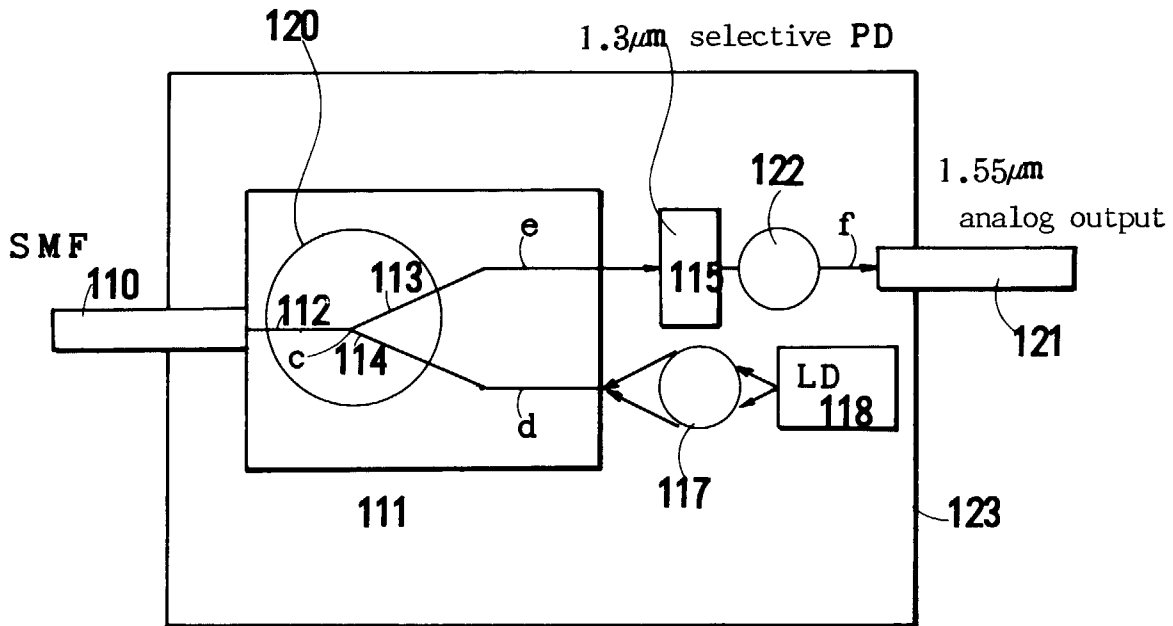 120
1.3μm selective PD
122
1.55μm
analog output
SMF
110
e
f
113
115
112
c
114
121
LD
118
d
117
111
123